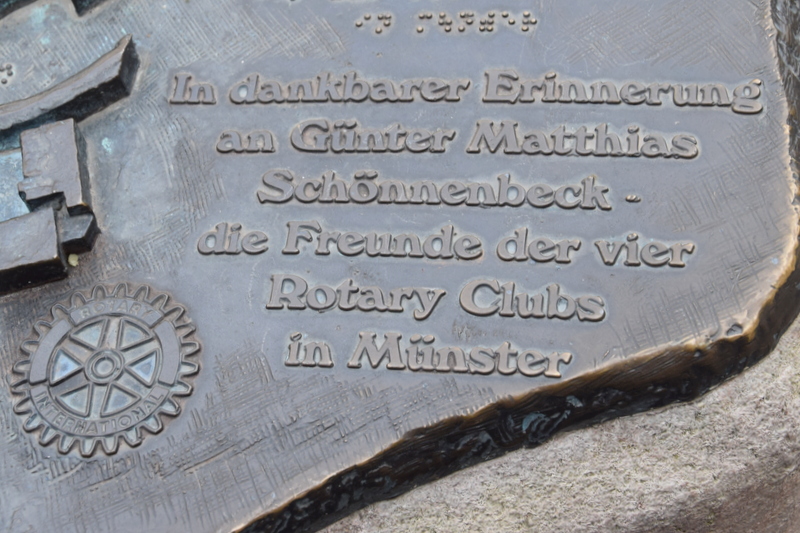 In dankbarer Erinnerung
an Günter Matthias
Schönnenbeck -
die Freunde der vier
Rotary Clubs
in Münster
ROTARY
INTERNATIONAL